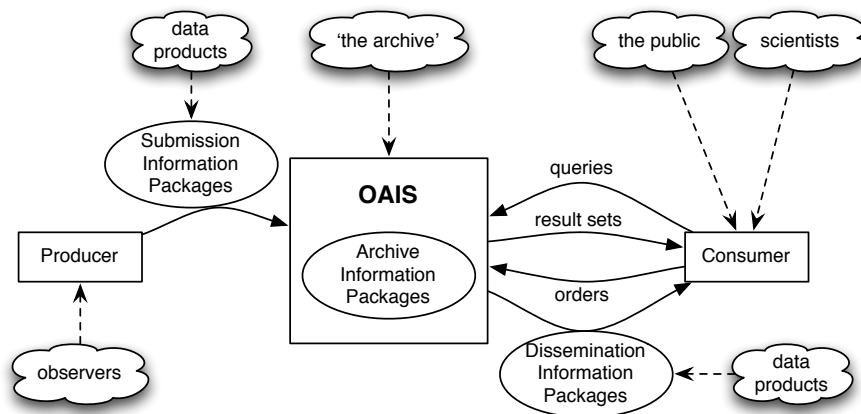 data
products
'the archive'
the public
scientists
Submission
Information
Packages
OAIS
queries
result sets
Producer
Archive
Information
Packages
Consumer
orders
observers
Dissemination
Information
Packages
data
products